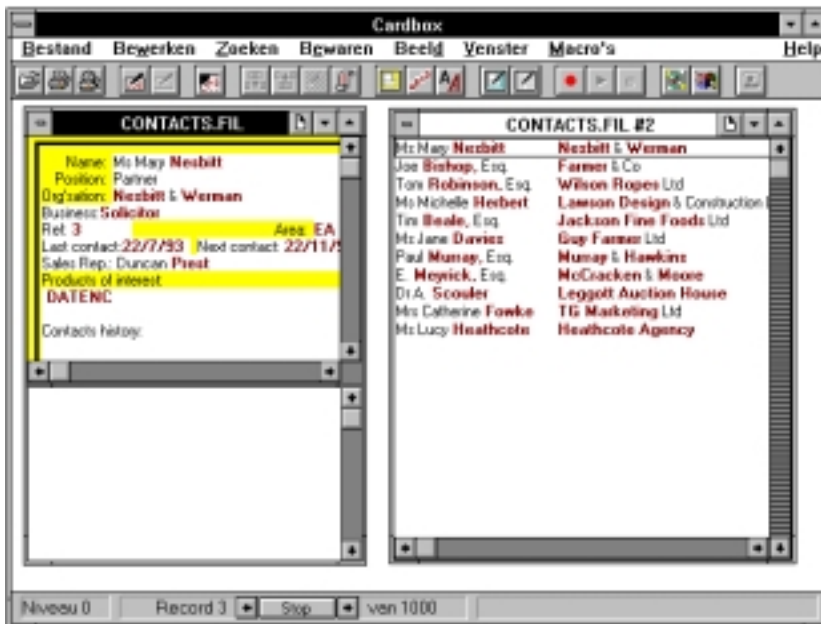 Cardbox
Bestand Bewerken Zoeken Bewaren Beeld Venster Macro's Help
CONTACTS.FIL
Name: Ms Mary Nesbitt
Position: Partner
Org'sation: Nesbitt & Werman
Business: Solicitor
Ref: 3 Area: EA
Last contact: 22/7/93 Next contact: 22/11/9
Sales Rep.: Duncan Prest
Products of interest
DATENC
Contacts history:
CONTACTS.FIL #2
Ms Mary Nesbitt Nesbitt & Werman
Joe Bishop, Esq. Farmer & Co
Tom Robinson, Esq. Wilson Ropes Ltd
Ms Michelle Herbert Lawson Design & Construction
Tim Beale, Esq. Jackson Fine Foods Ltd
Ms Jane Davies Guy Farmer Ltd
Paul Murray, Esq. Murray & Hawkins
E. Meyrick, Esq. McCracken & Moore
Dr A. Scouler Leggott Auction House
Mrs Catherine Fowke TG Marketing Ltd
Ms Lucy Heathcote Heathcote Agency
Niveau 0 Record 3 Stop van 1000